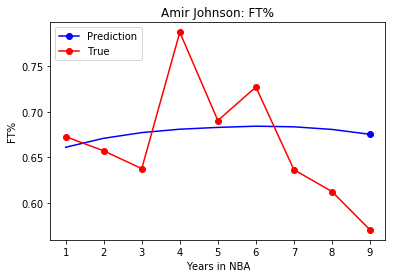 Amir Johnson: FT%
Prediction
True
FT%
0.75
0.70
0.65
0.60
1 2 3 4 5 6 7 8 9
Years in NBA